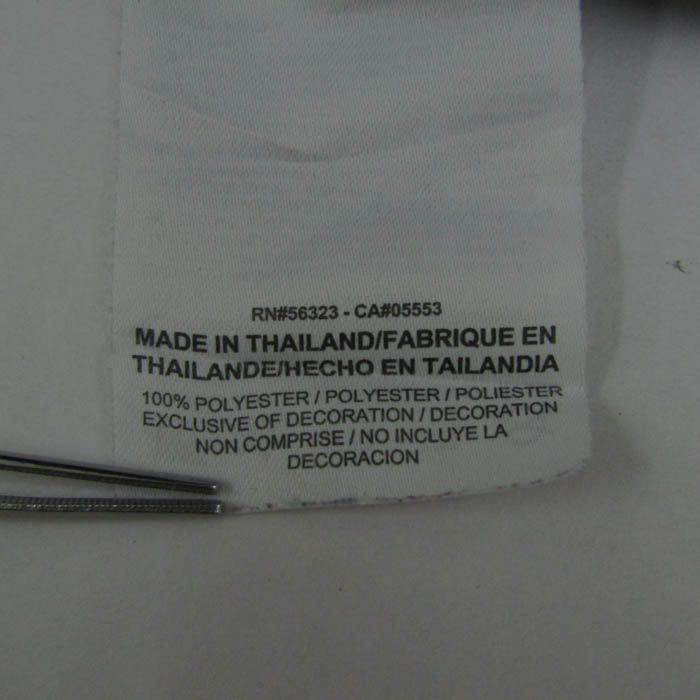 RN#56323 - CA#05553
MADE IN THAILAND/FABRIQUE EN
THAILANDE/HECHO EN TAILANDIA
100% POLYESTER / POLYESTER / POLIESTER
EXCLUSIVE OF DECORATION / DECORATION
NON COMPRISE / NO INCLUYE LA
DECORACION